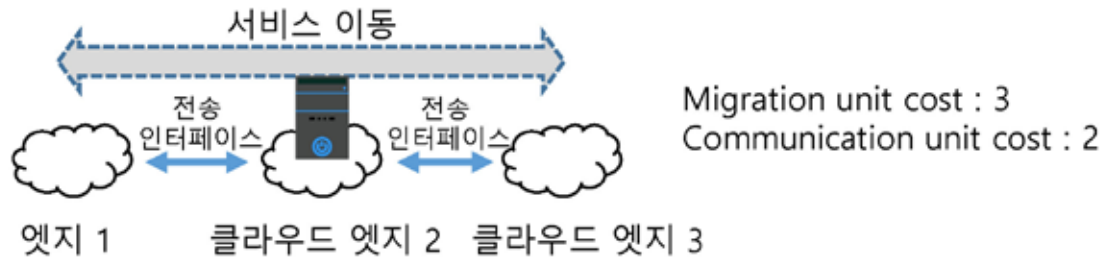 서비스 이동
전송
인터페이스
전송
인터페이스
Migration unit cost : 3
Communication unit cost : 2
엣지 1
클라우드 엣지 2
클라우드 엣지 3